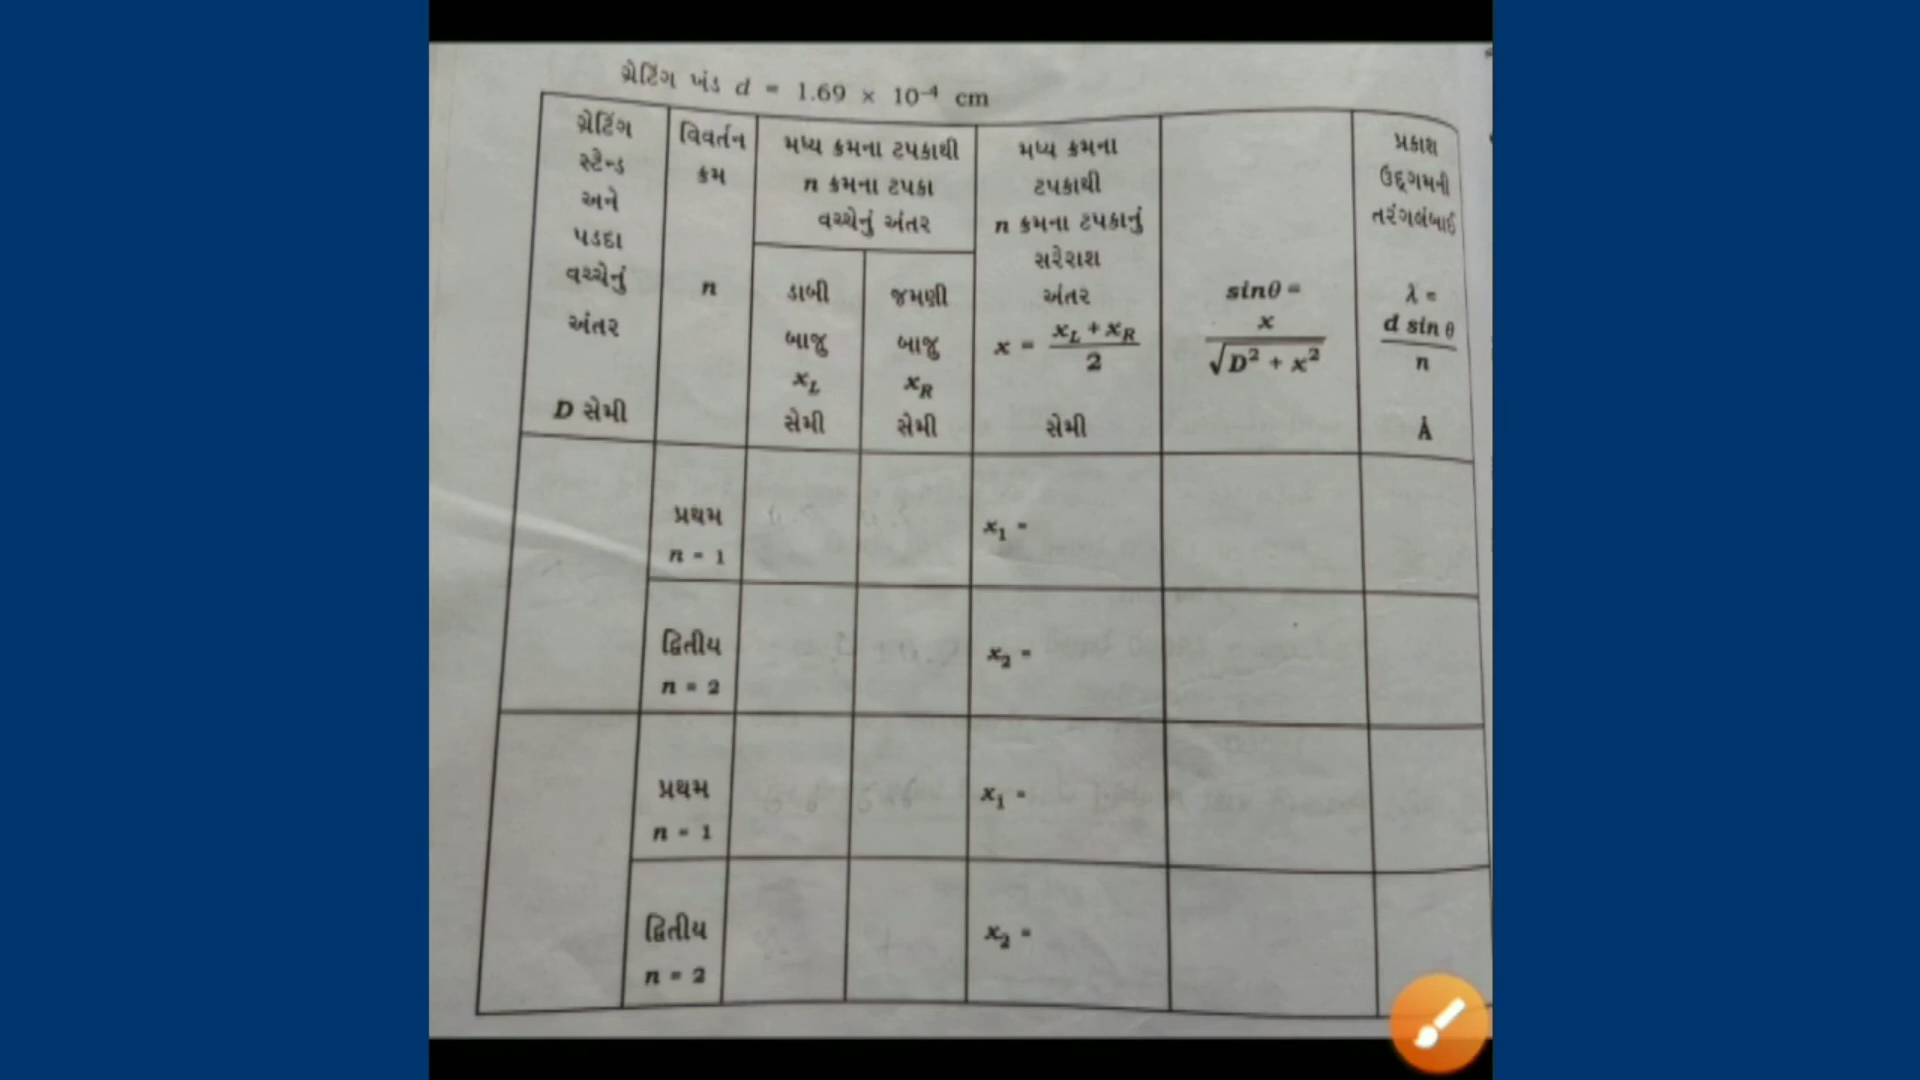 ગ્રેટિંગ ખંડ d = 1.69 × 10⁻⁴ cm
ગ્રેટિંગ
સ્ટૅન્ડ
અને
પડદા
વચ્ચેનું
અંતર
D સેમી
વિવર્તન
ક્રમ
n
મધ્ય ક્રમના ટપકાથી
n ક્રમના ટપકા
વચ્ચેનું અંતર
ડાબી
બાજુ
x_L
સેમી
જમણી
બાજુ
x_R
સેમી
મધ્ય ક્રમના
ટપકાથી
n ક્રમના ટપકાનું
સરેરાશ
અંતર
x = (x_L + x_R)/2
સેમી
sinθ =
x/√(D² + x²)
પ્રકાશ
ઉદ્‌ગમની
તરંગલંબાઈ
λ =
d sin θ/n
Å
પ્રથમ
n = 1
x₁ =
દ્વિતીય
n = 2
x₂ =
પ્રથમ
n = 1
x₁ =
દ્વિતીય
n = 2
x₂ =